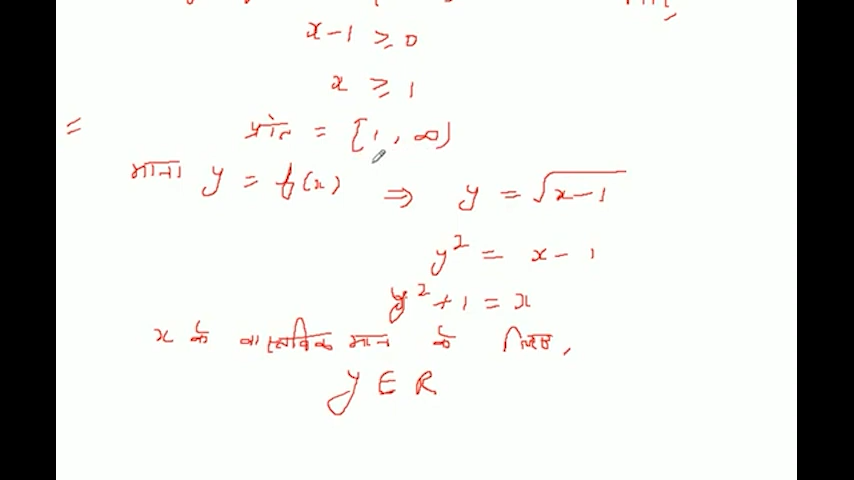 x-1 ≥ 0
x ≥ 1
= प्रांत = [1, ∞)
माना y = f(x) ⇒ y = √x-1
y² = x - 1
y² + 1 = x
x के वास्तविक मान के लिए,
y ∈ R